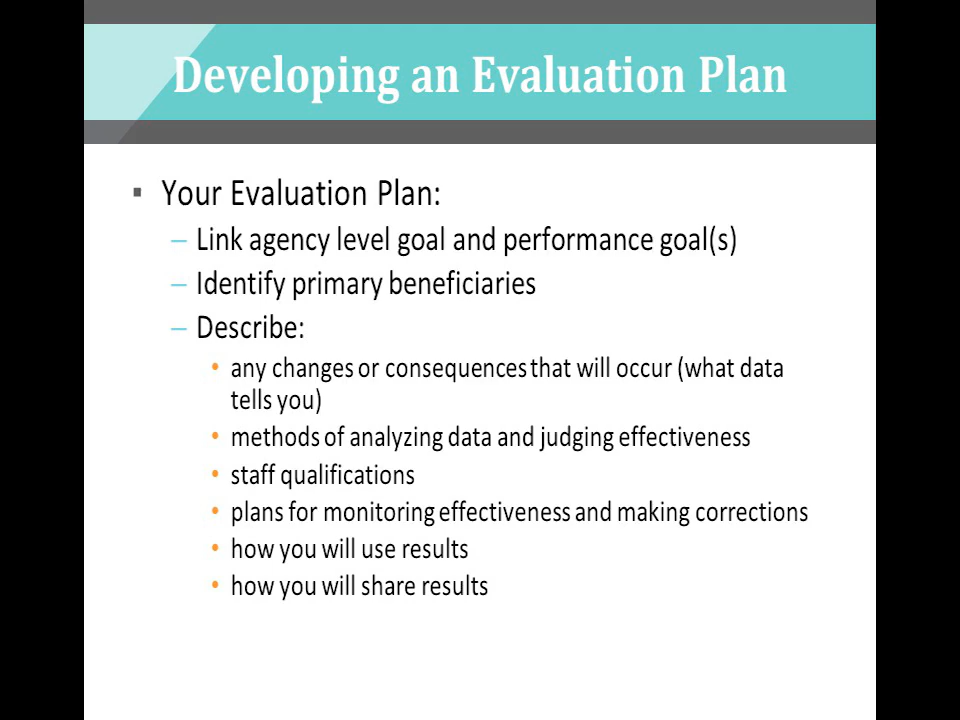 Developing an Evaluation Plan
▪ Your Evaluation Plan:
– Link agency level goal and performance goal(s)
– Identify primary beneficiaries
– Describe:
• any changes or consequences that will occur (what data
tells you)
• methods of analyzing data and judging effectiveness
• staff qualifications
• plans for monitoring effectiveness and making corrections
• how you will use results
• how you will share results